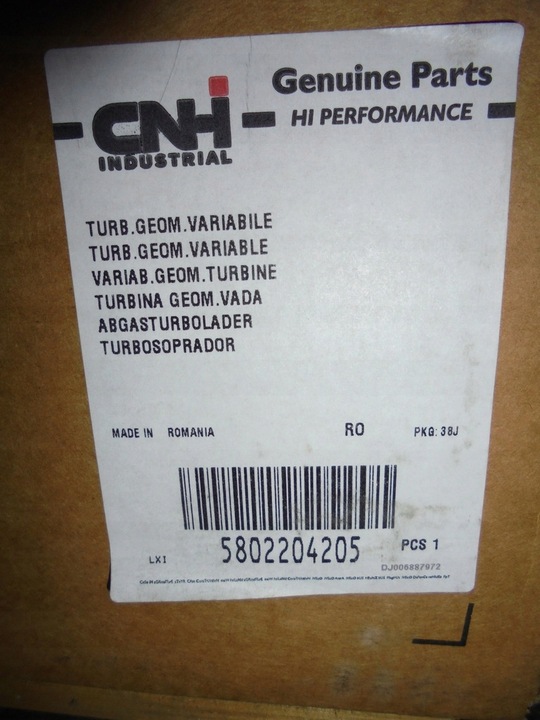 Genuine Parts
CNH
INDUSTRIAL
HI PERFORMANCE
TURB.GEOM.VARIABILE
TURB.GEOM.VARIABLE
VARIAB.GEOM.TURBINE
TURBINA GEOM.VADA
ABGASTURBOLADER
TURBOSOPRADOR
MADE IN ROMANIA RO PKG: 38J
LXI 5802204205 PCS 1
DJ006887972